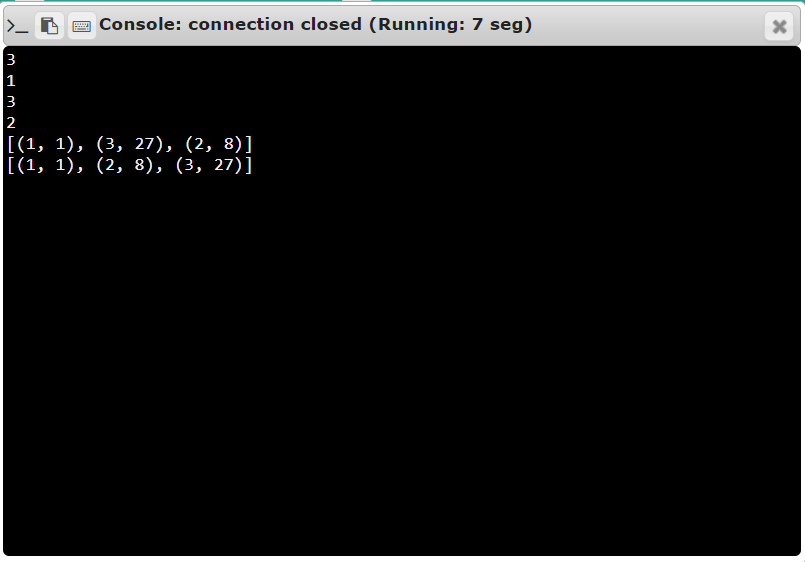 Console: connection closed (Running: 7 seg)
3
1
3
2
[(1, 1), (3, 27), (2, 8)]
[(1, 1), (2, 8), (3, 27)]